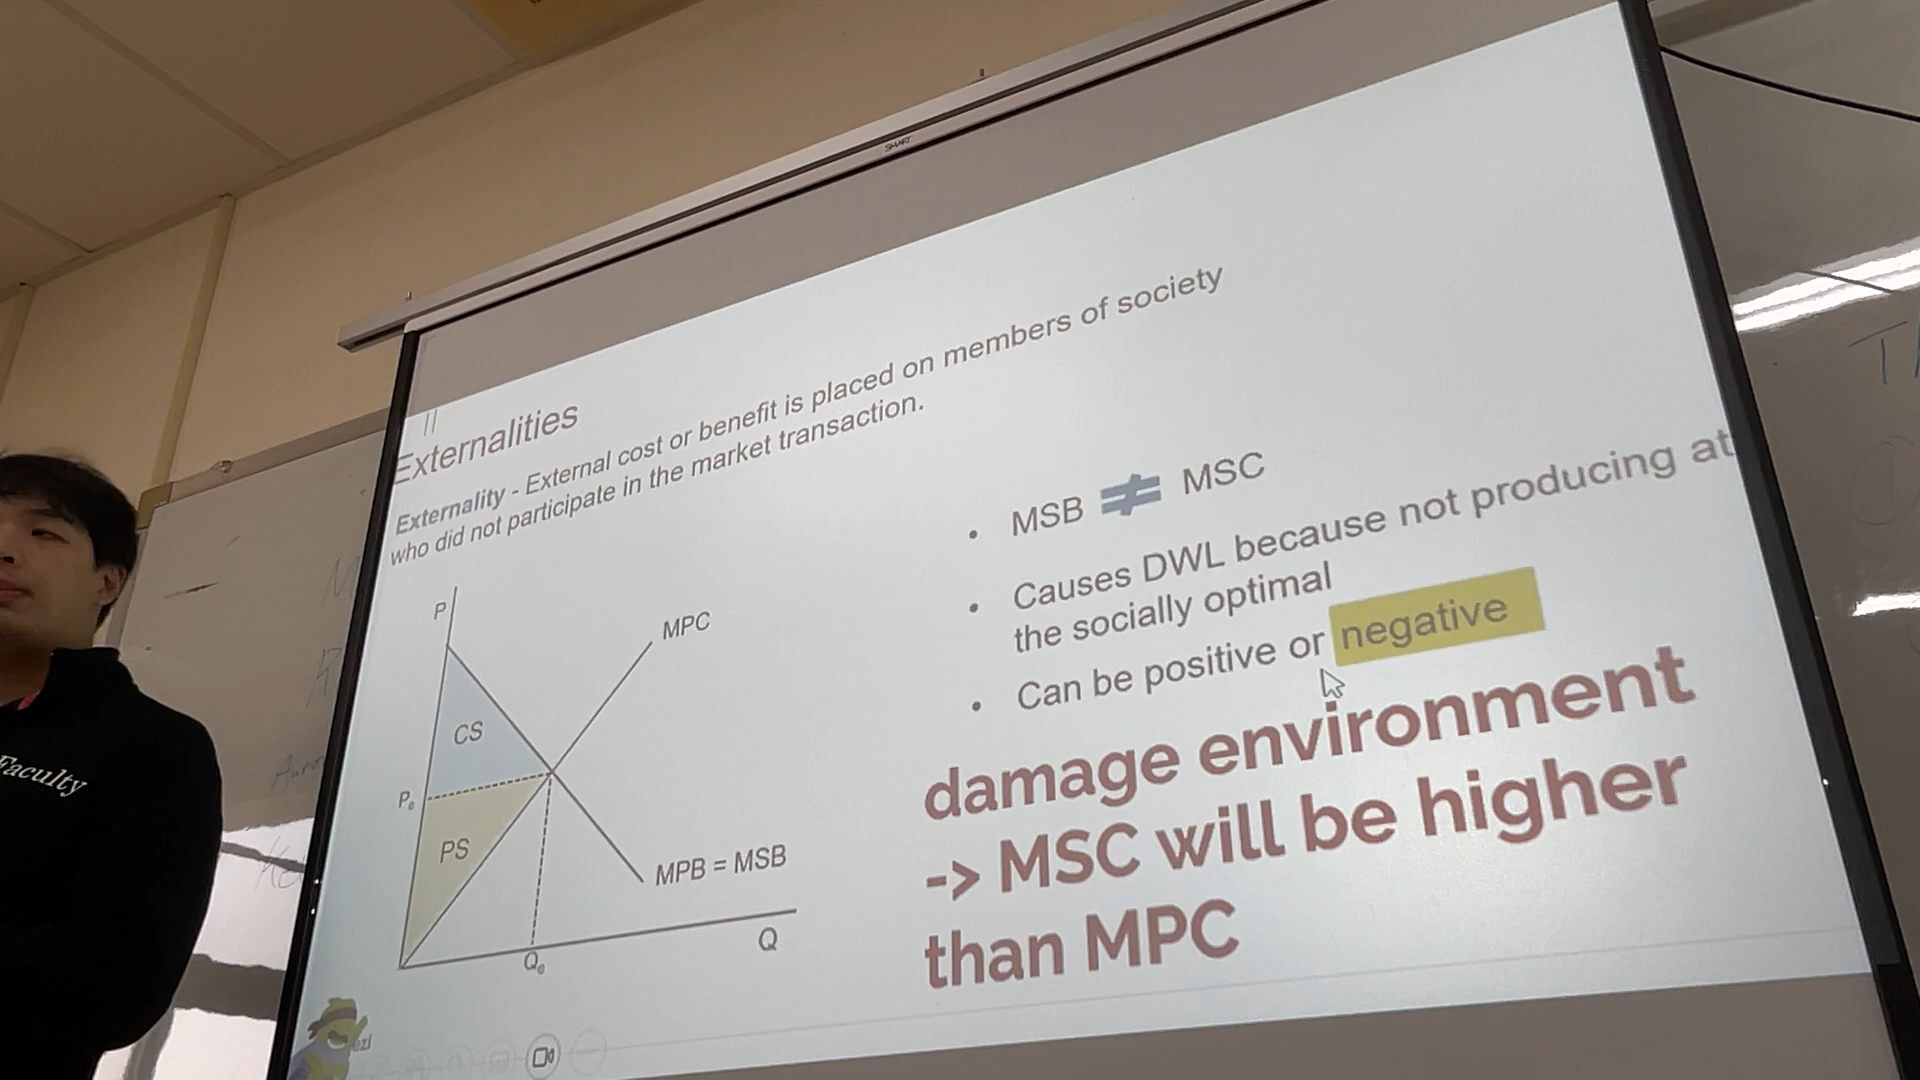 SMART
Externalities
Externality - External cost or benefit is placed on members of society
who did not participate in the market transaction.
P
MPC
CS
Pe
PS
MPB = MSB
Q
Qe
• MSB ≠ MSC
• Causes DWL because not producing at
the socially optimal
• Can be positive or negative
damage environment
-> MSC will be higher
than MPC
Faculty